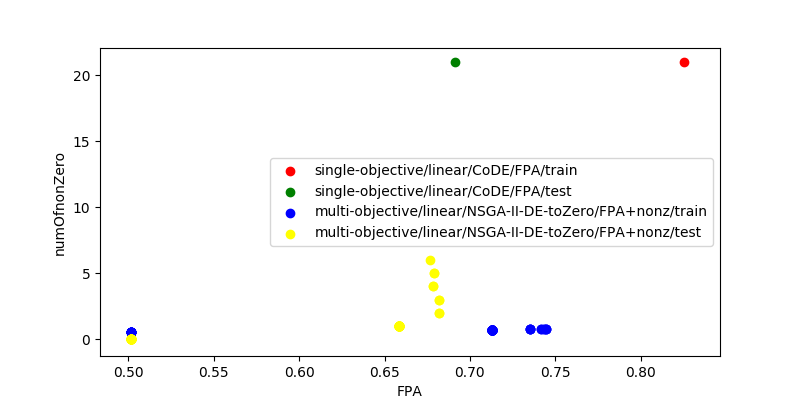 20
15
10
5
0
numOfnonZero
single-objective/linear/CoDE/FPA/train
single-objective/linear/CoDE/FPA/test
multi-objective/linear/NSGA-II-DE-toZero/FPA+nonz/train
multi-objective/linear/NSGA-II-DE-toZero/FPA+nonz/test
0.50 0.55 0.60 0.65 0.70 0.75 0.80
FPA